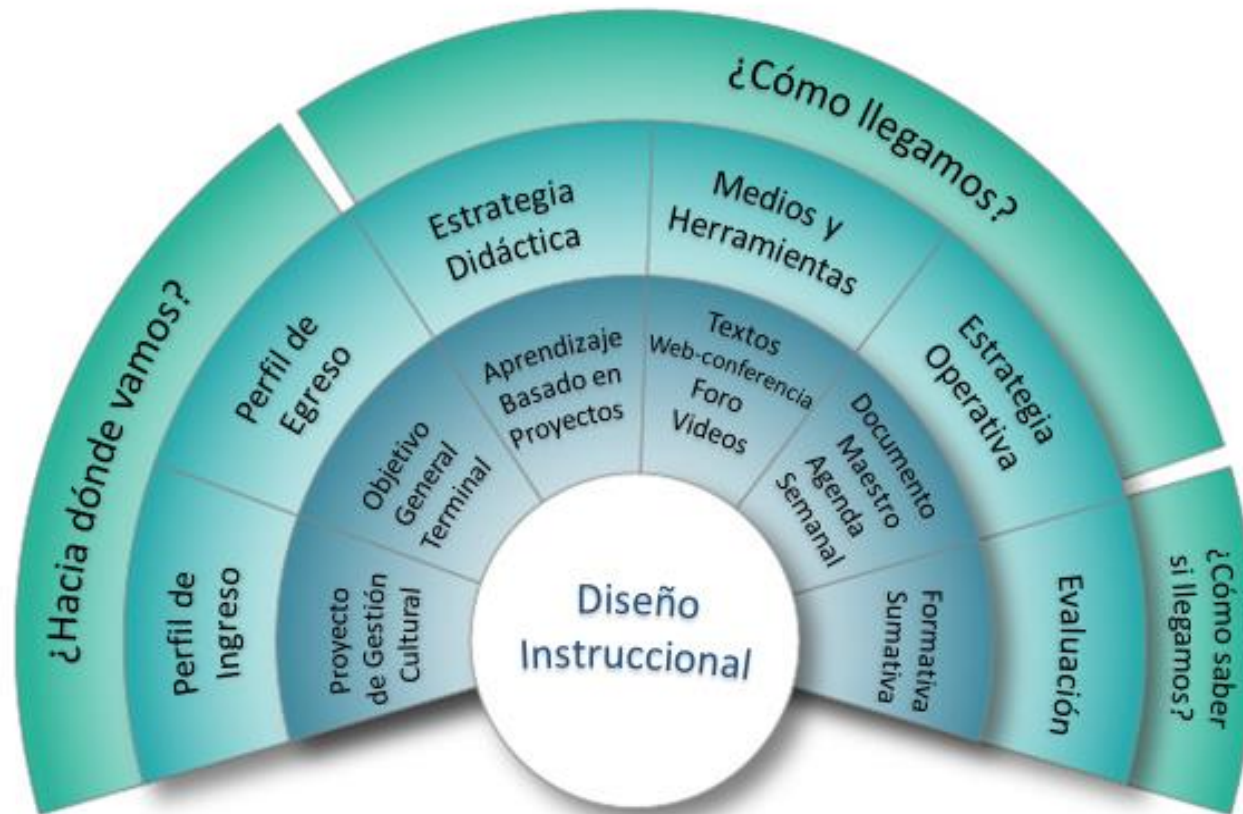 ¿Hacia dónde vamos?
¿Cómo llegamos?
¿Cómo saber
si llegamos?
Perfil de
Ingreso
Perfil de
Egreso
Estrategia
Didáctica
Medios y
Herramientas
Estrategia
Operativa
Evaluación
Proyecto
de Gestión
Cultural
Objetivo
General
Terminal
Aprendizaje
Basado en
Proyectos
Textos
Web-conferencia
Foro
Videos
Documento
Maestro
Agenda
Semanal
Formativa
Sumativa
Diseño
Instruccional